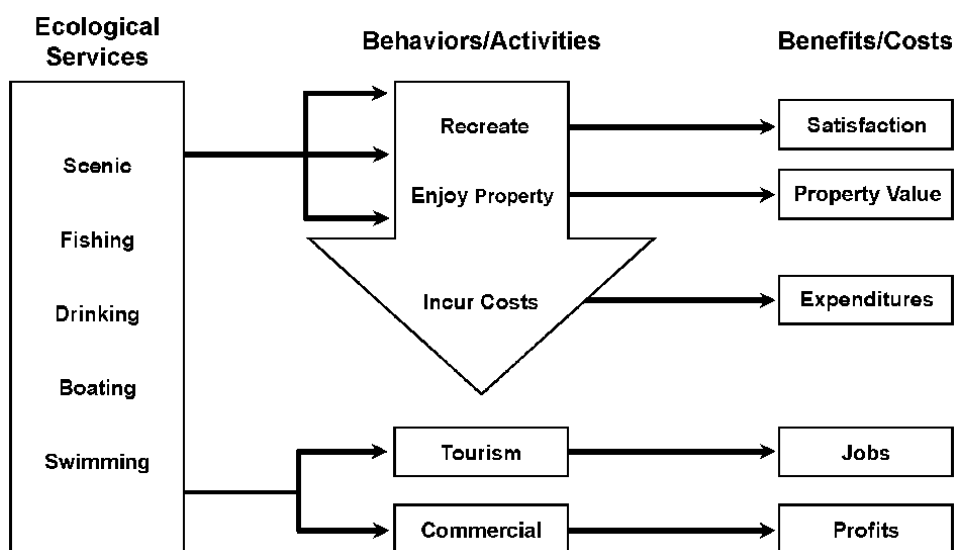 Ecological
Services
Behaviors/Activities
Benefits/Costs
Scenic
Fishing
Drinking
Boating
Swimming
Recreate
Enjoy Property
Incur Costs
Tourism
Commercial
Satisfaction
Property Value
Expenditures
Jobs
Profits